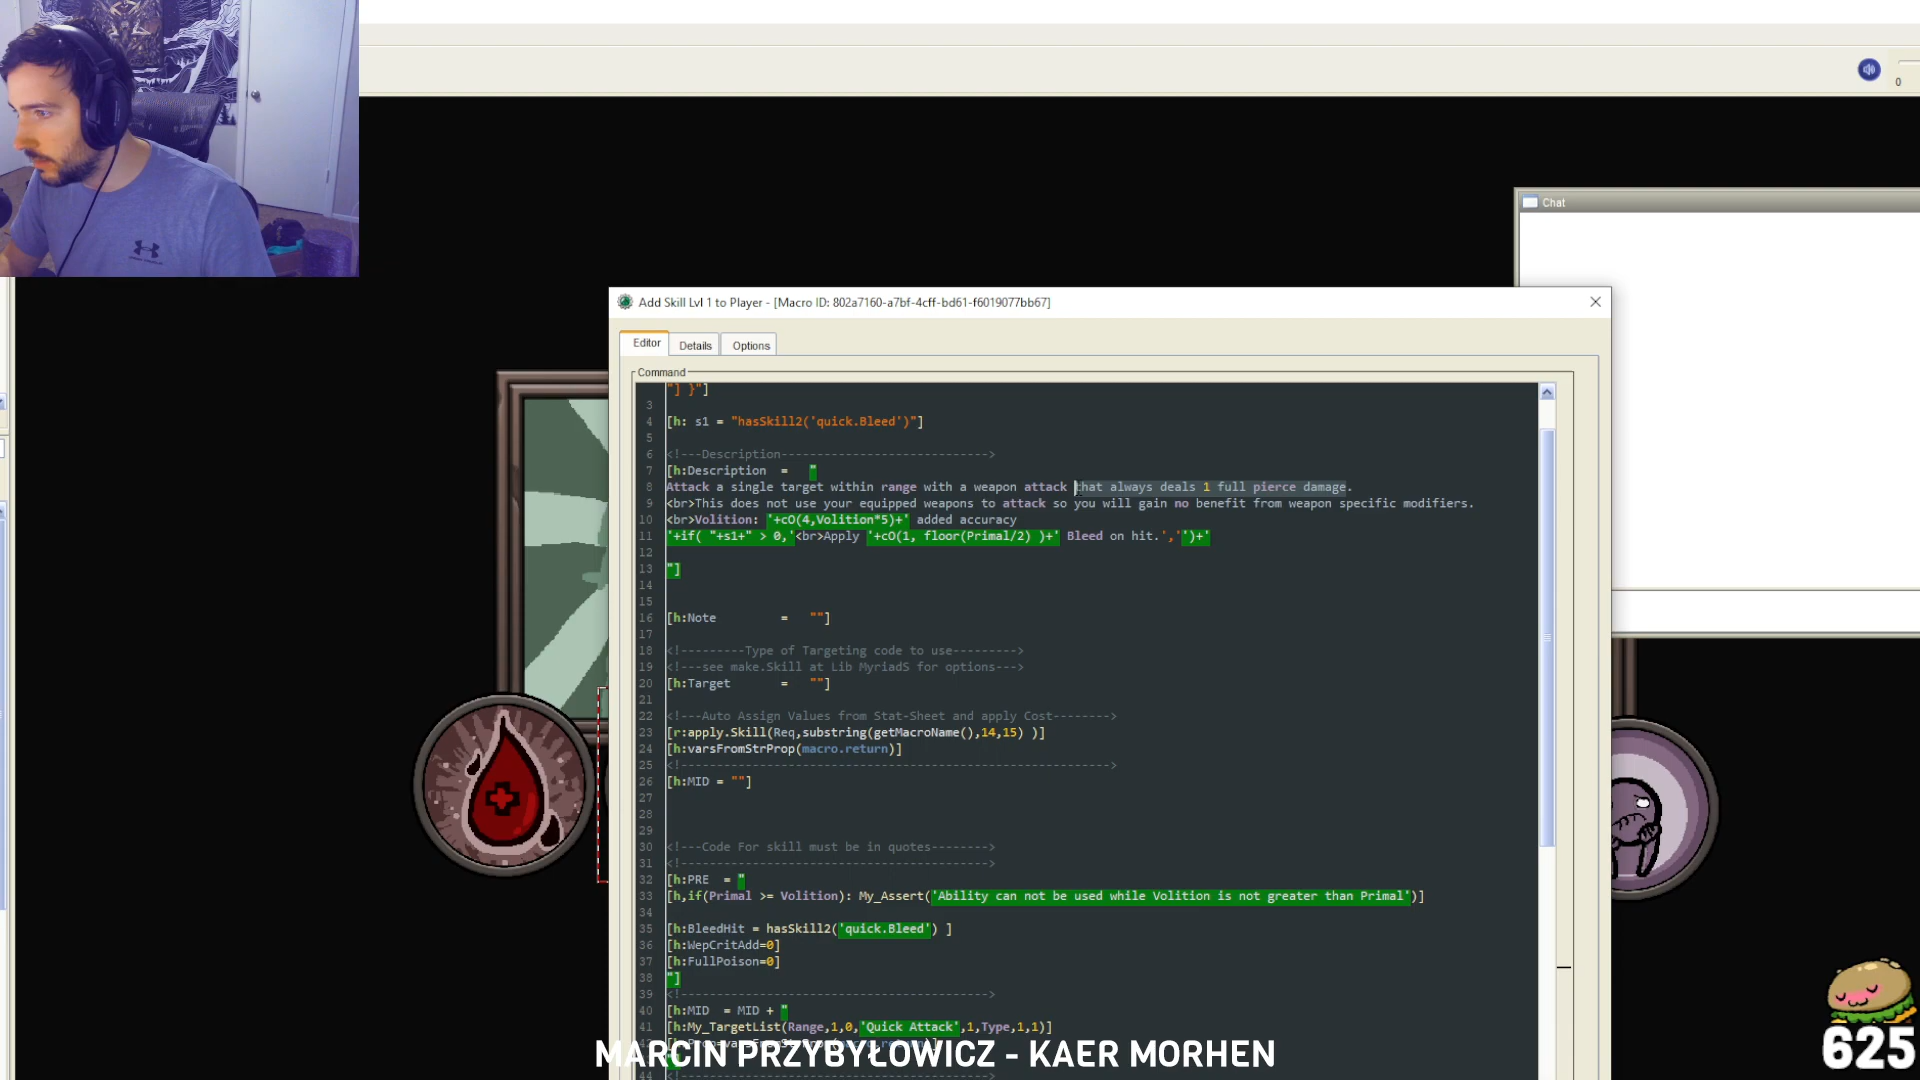 0
Chat
Add Skill Lvl 1 to Player - [Macro ID: 802a7160-a7bf-4cff-bd61-f6019077bb67]
Editor
Details
Options
Command
"] }"]
3
4 [h: s1 = "hasSkill2('quick.Bleed')"]
5
6 <!---Description----------------------------->
7 [h:Description = "
8 Attack a single target within range with a weapon attack that always deals 1 full pierce damage.
9 <br>This does not use your equipped weapons to attack so you will gain no benefit from weapon specific modifiers.
10 <br>Volition: '+cO(4,Volition*5)+' added accuracy
11 '+if( "+s1+" > 0,'<br>Apply '+cO(1, floor(Primal/2) )+' Bleed on hit.','')+'
12
13 "]
14
15
16 [h:Note = ""]
17
18 <!---------Type of Targeting code to use--------->
19 <!---see make.Skill at Lib MyriadS for options--->
20 [h:Target = ""]
21
22 <!---Auto Assign Values from Stat-Sheet and apply Cost-------->
23 [r:apply.Skill(Req,substring(getMacroName(),14,15) )]
24 [h:varsFromStrProp(macro.return)]
25 <!------------------------------------------------------------>
26 [h:MID = ""]
27
28
29
30 <!---Code For skill must be in quotes-------->
31 <!------------------------------------------->
32 [h:PRE = "
33 [h,if(Primal >= Volition): My_Assert('Ability can not be used while Volition is not greater than Primal')]
34
35 [h:BleedHit = hasSkill2('quick.Bleed') ]
36 [h:WepCritAdd=0]
37 [h:FullPoison=0]
38 "]
39 <!------------------------------------------->
40 [h:MID = MID + "
41 [h:My_TargetList(Range,1,0,'Quick Attack',1,Type,1,1)]
44
MARCIN PRZYBYŁOWICZ - KAER MORHEN
625